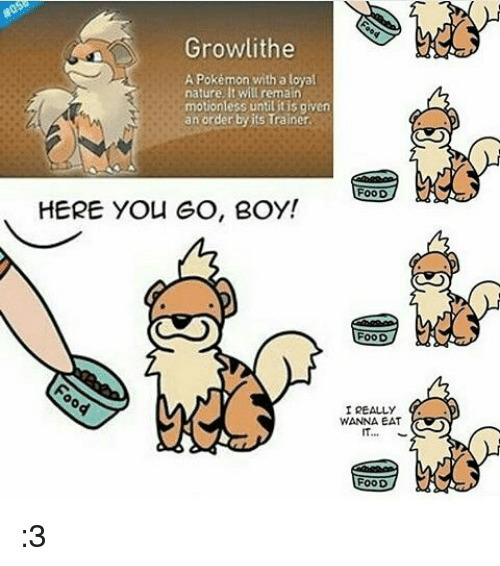 #058
Growlithe
A Pokémon with a loyal
nature. It will remain
motionless until it is given
an order by its Trainer.
HERE YOU GO, BOY!
Food
Food
FOOD
FOOD
I REALLY
WANNA EAT
IT...
FOOD
:3